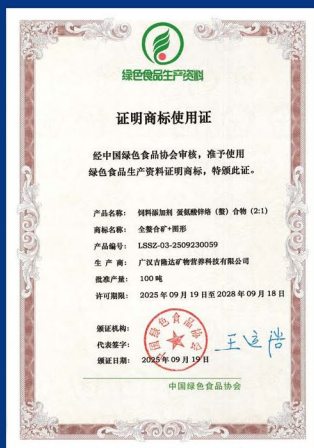 绿色食品生产资料
证明商标使用证
经中国绿色食品协会审核，准予使用
绿色食品生产资料证明商标，特颁此证。
产品名称： 饲料添加剂 蛋氨酸锌络（螯）合物（2:1）
商标名称： 全螯合矿+图形
产品编号： LSSZ-03-2509230059
生 产 商： 广汉吉隆达矿物营养科技有限公司
批准产量： 100 吨
许可期限： 2025 年 09 月 19 日至 2028 年 09 月 18 日
颁证机构：
代表签字： 王运浩
颁证日期： 2025 年 09 月 19 日
中国绿色食品协会
中国绿色食品协会